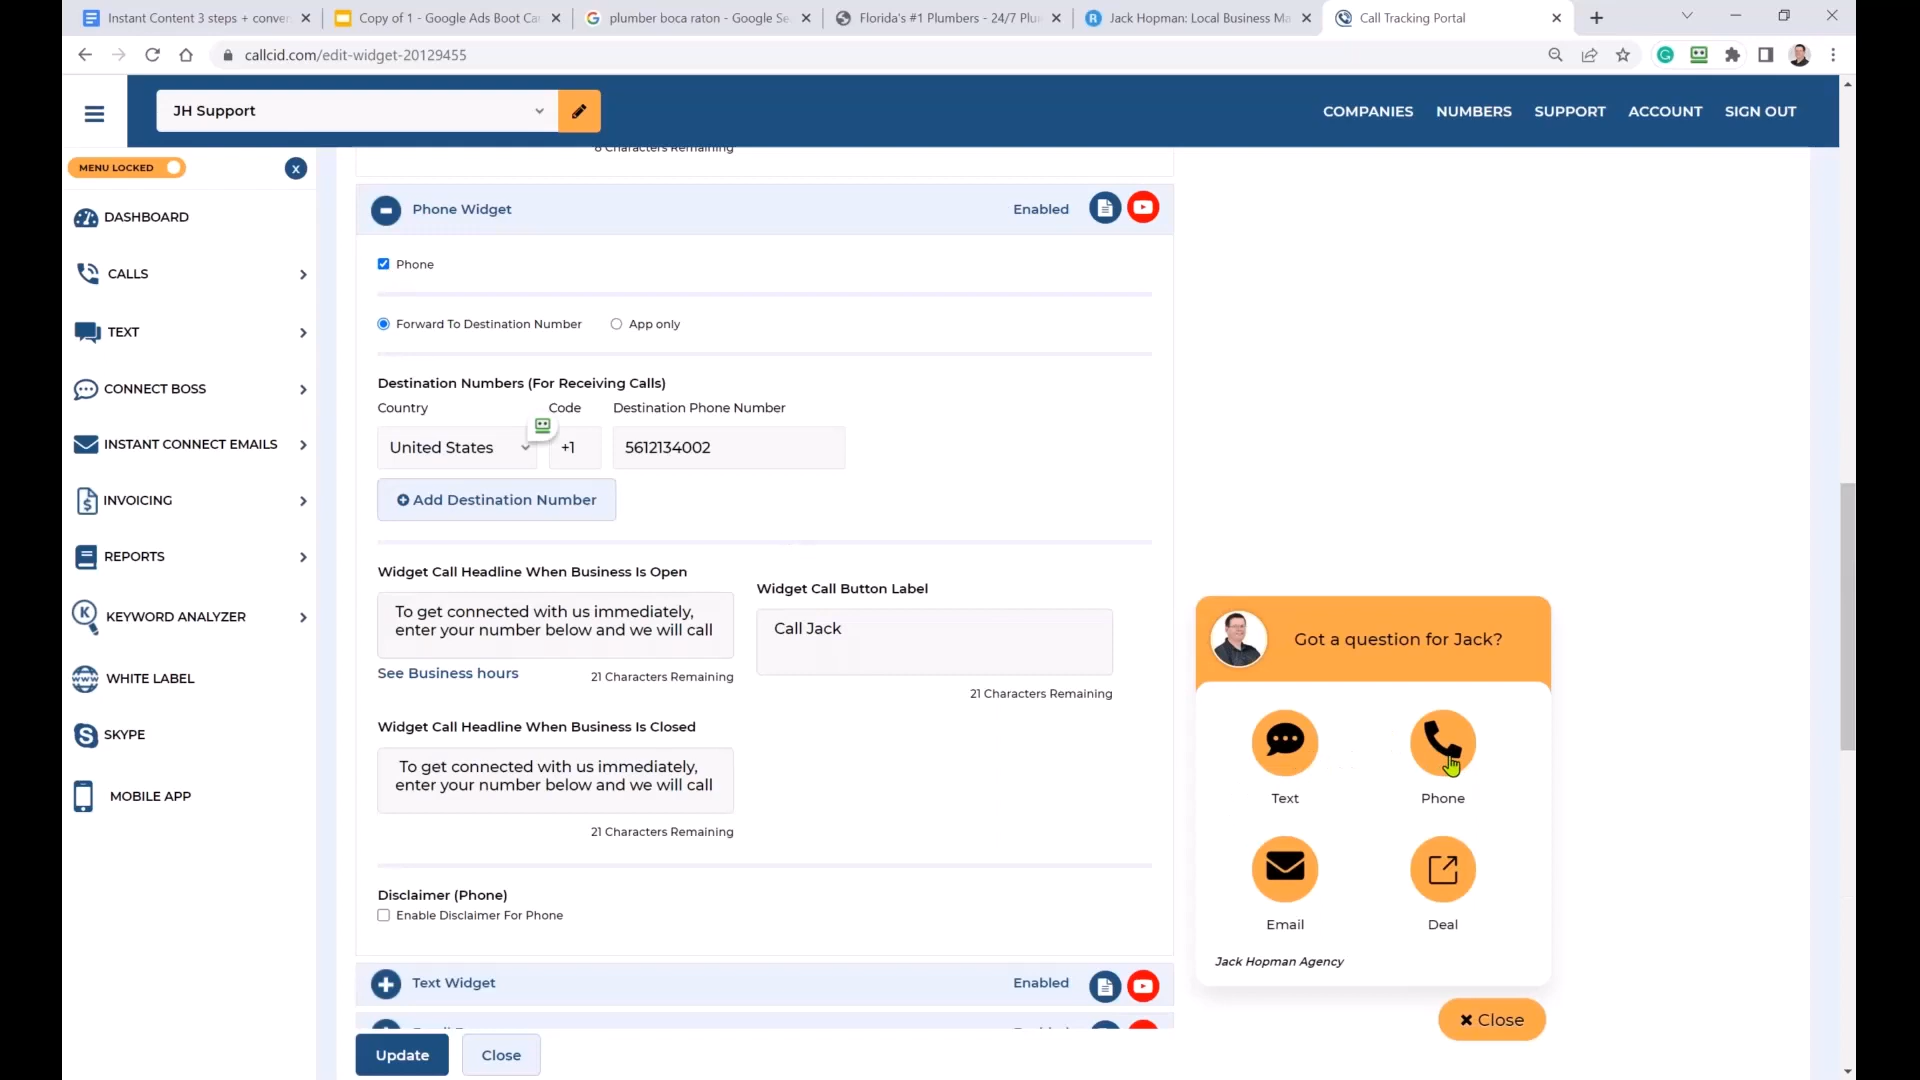 Instant Content 3 steps + conver
Copy of 1 - Google Ads Boot Ca
plumber boca raton - Google Se
Florida's #1 Plumbers - 24/7 Plu
Jack Hopman: Local Business Ma
Call Tracking Portal
callcid.com/edit-widget-20129455
JH Support
COMPANIES NUMBERS SUPPORT ACCOUNT SIGN OUT
MENU LOCKED
x
DASHBOARD
CALLS
TEXT
CONNECT BOSS
INSTANT CONNECT EMAILS
INVOICING
REPORTS
KEYWORD ANALYZER
WHITE LABEL
SKYPE
MOBILE APP
8 Characters Remaining
Phone Widget Enabled
Phone
Forward To Destination Number App only
Destination Numbers (For Receiving Calls)
Country Code Destination Phone Number
United States +1 5612134002
Add Destination Number
Widget Call Headline When Business Is Open
To get connected with us immediately,
enter your number below and we will call
See Business hours 21 Characters Remaining
Widget Call Button Label
Call Jack
21 Characters Remaining
Widget Call Headline When Business Is Closed
To get connected with us immediately,
enter your number below and we will call
21 Characters Remaining
Disclaimer (Phone)
Enable Disclaimer For Phone
Text Widget Enabled
Update Close
Got a question for Jack?
Text Phone
Email Deal
Jack Hopman Agency
Close